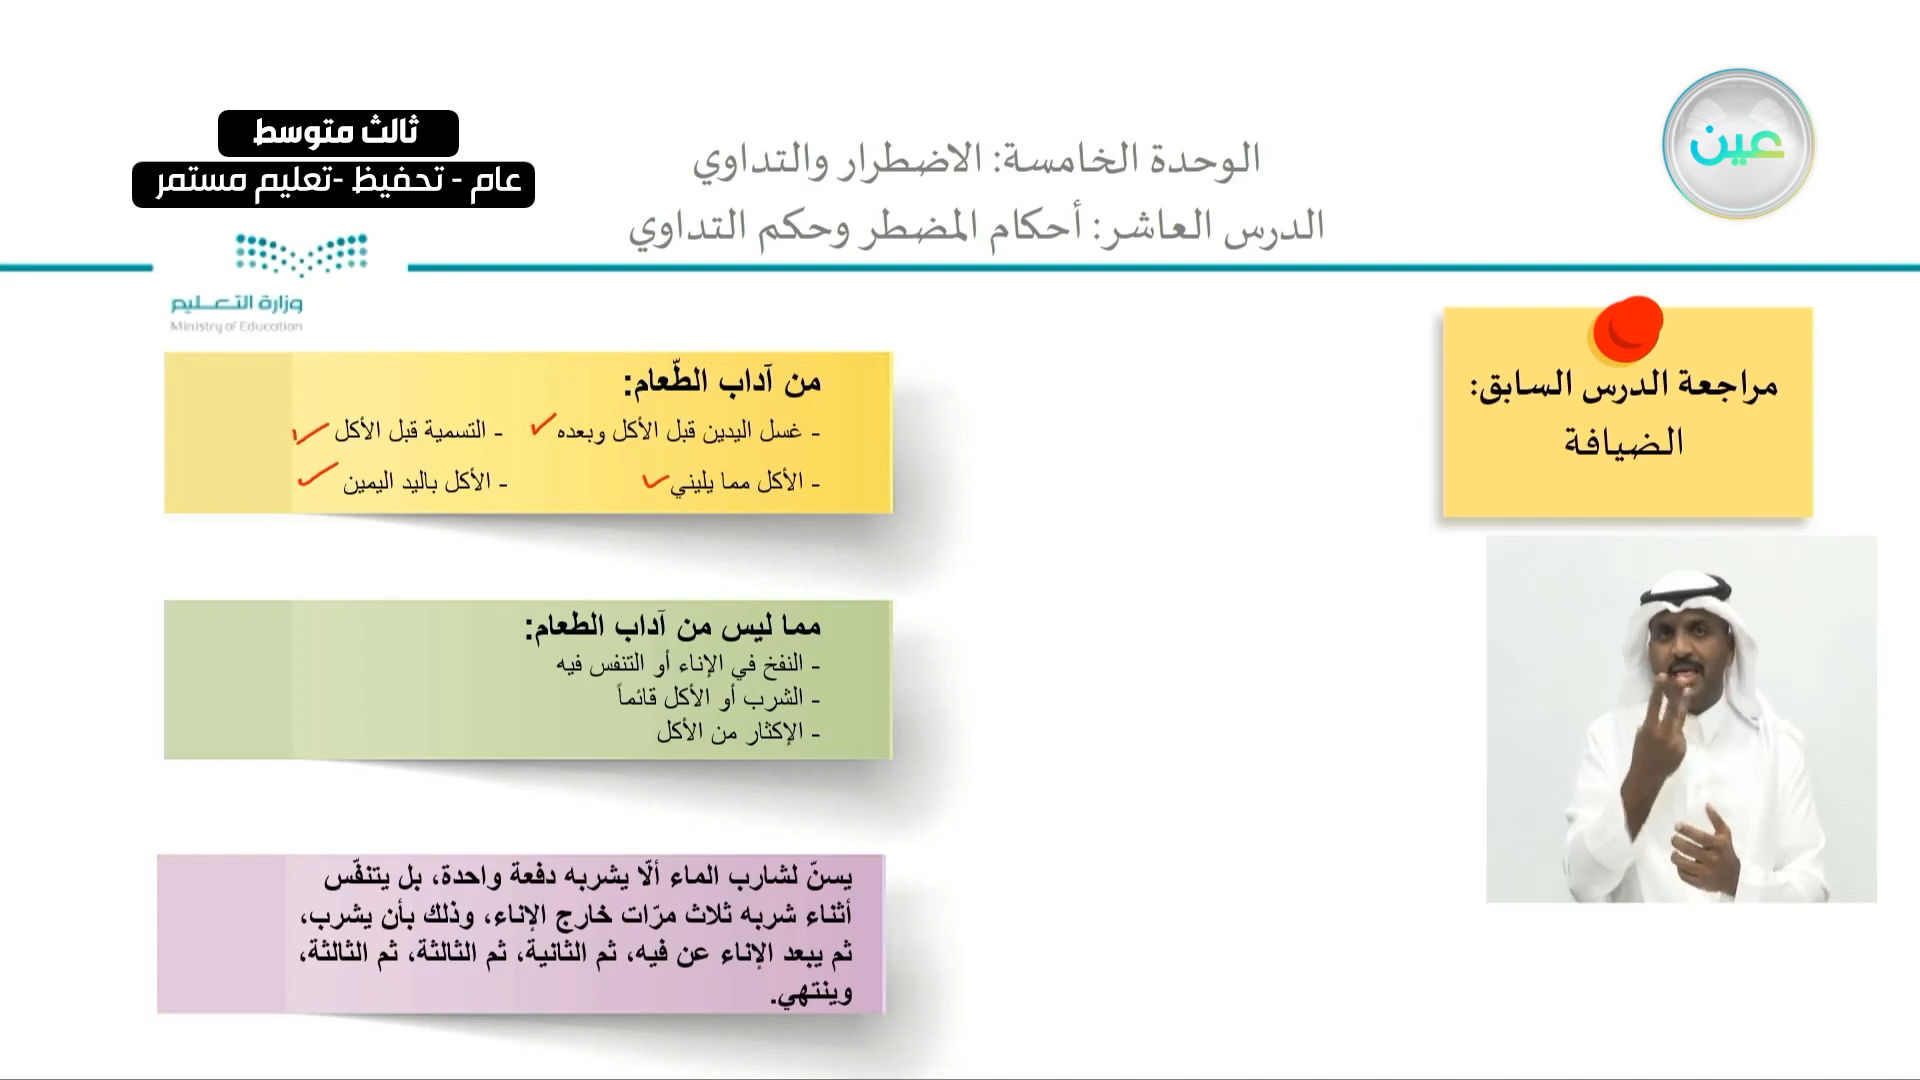 ثالث متوسط
عام - تحفيظ -تعليم مستمر
الوحدة الخامسة: الاضطرار والتداوي
الدرس العاشر: أحكام المضطر وحكم التداوي
عين
وزارة التعليم
Ministry of Education
مراجعة الدرس السابق:
الضيافة
من آداب الطّعام:
- غسل اليدين قبل الأكل وبعده - التسمية قبل الأكل
- الأكل مما يليني - الأكل باليد اليمين
مما ليس من آداب الطعام:
- النفخ في الإناء أو التنفس فيه
- الشرب أو الأكل قائماً
- الإكثار من الأكل
يسنّ لشارب الماء ألّا يشربه دفعة واحدة، بل يتنفّس
أثناء شربه ثلاث مرّات خارج الإناء، وذلك بأن يشرب،
ثم يبعد الإناء عن فيه، ثم الثانية، ثم الثالثة، ثم الثالثة،
وينتهي.